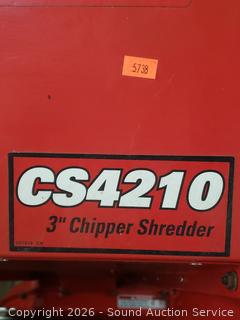 5738
CS4210
3" Chipper Shredder
Copyright 2026 - Sound Auction Service